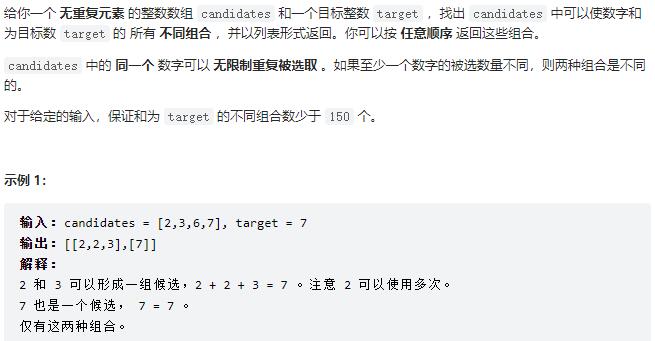 给你一个 无重复元素 的整数数组 candidates 和一个目标整数 target ，找出 candidates 中可以使数字和
为目标数 target 的 所有 不同组合 ，并以列表形式返回。你可以按 任意顺序 返回这些组合。
candidates 中的 同一个 数字可以 无限制重复被选取 。如果至少一个数字的被选数量不同，则两种组合是不同
的。
对于给定的输入，保证和为 target 的不同组合数少于 150 个。
示例 1：
输入：candidates = [2,3,6,7], target = 7
输出：[[2,2,3],[7]]
解释：
2 和 3 可以形成一组候选，2 + 2 + 3 = 7 。注意 2 可以使用多次。
7 也是一个候选， 7 = 7 。
仅有这两种组合。